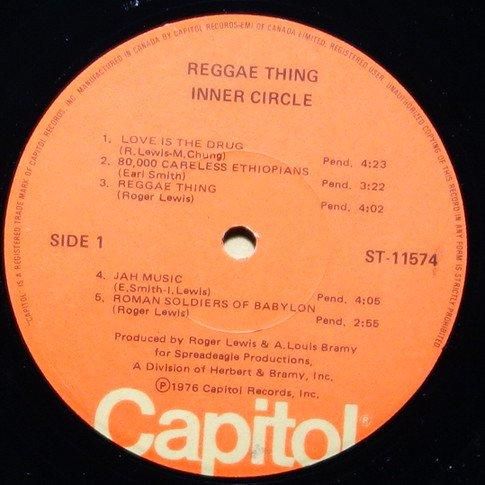 MANUFACTURED IN CANADA BY CAPITOL RECORDS-EMI OF CANADA LIMITED, REGISTERED USER. UNAUTHORIZED COPYING OF THIS RECORD IN ANY FORM IS STRICTLY PROHIBITED
"CAPITOL" IS A REGISTERED TRADE MARK OF CAPITOL RECORDS, INC.
REGGAE THING
INNER CIRCLE
1. LOVE IS THE DRUG
(R. Lewis-M. Chung) Pend. 4:23
2. 80,000 CARELESS ETHIOPIANS
(Earl Smith) Pend. 3:22
3. REGGAE THING
(Roger Lewis) Pend. 4:02
SIDE 1 ST-11574
4. JAH MUSIC
(E. Smith-I. Lewis) Pend. 4:05
5. ROMAN SOLDIERS OF BABYLON
(Roger Lewis) Pend. 2:55
Produced by Roger Lewis & A. Louis Bramy
for Spreadeagle Productions,
A Division of Herbert & Bramy, Inc.
Ⓟ1976 Capitol Records, Inc.
Capitol®